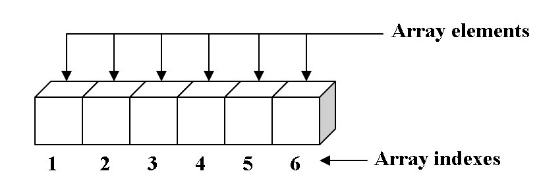 Array elements
1 2 3 4 5 6
Array indexes